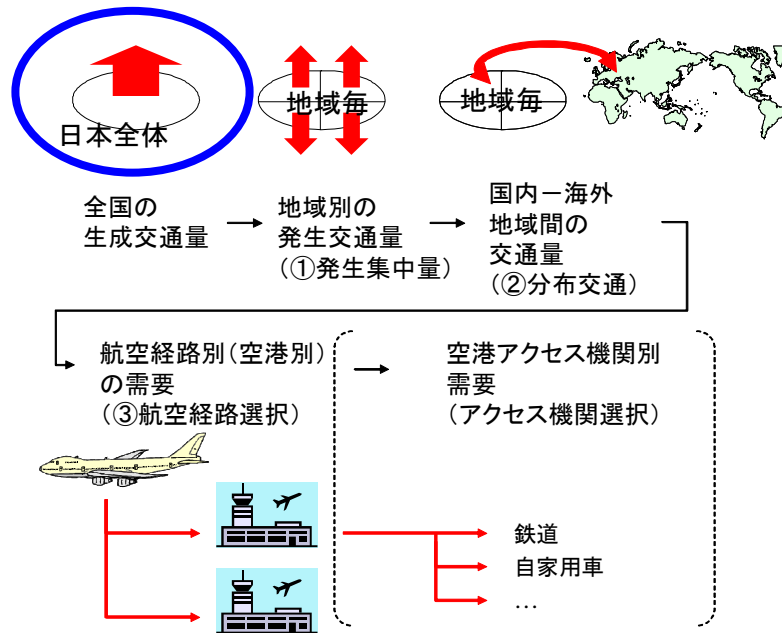 日本全体
地域毎
地域毎
全国の
生成交通量
地域別の
発生交通量
(①発生集中量)
国内－海外
地域間の
交通量
(②分布交通)
航空経路別(空港別)
の需要
(③航空経路選択)
空港アクセス機関別
需要
(アクセス機関選択)
鉄道
自家用車
…